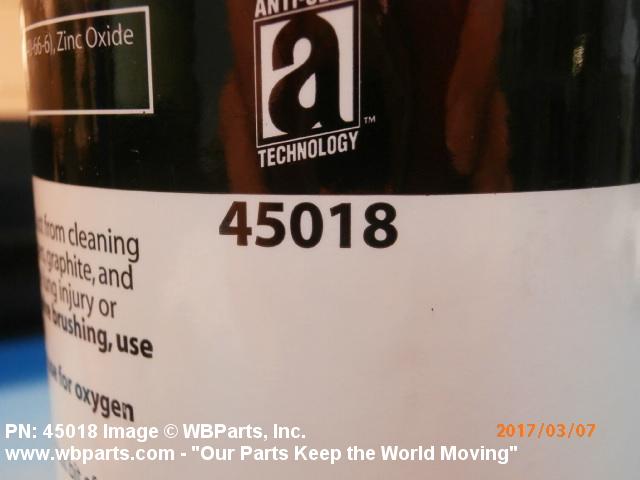 -66-6), Zinc Oxide
a
TECHNOLOGY
™
45018
from cleaning
graphite, and
injury or
brushing, use
for oxygen
PN: 45018 Image © WBParts, Inc.
2017/03/07
www.wbparts.com - "Our Parts Keep the World Moving"